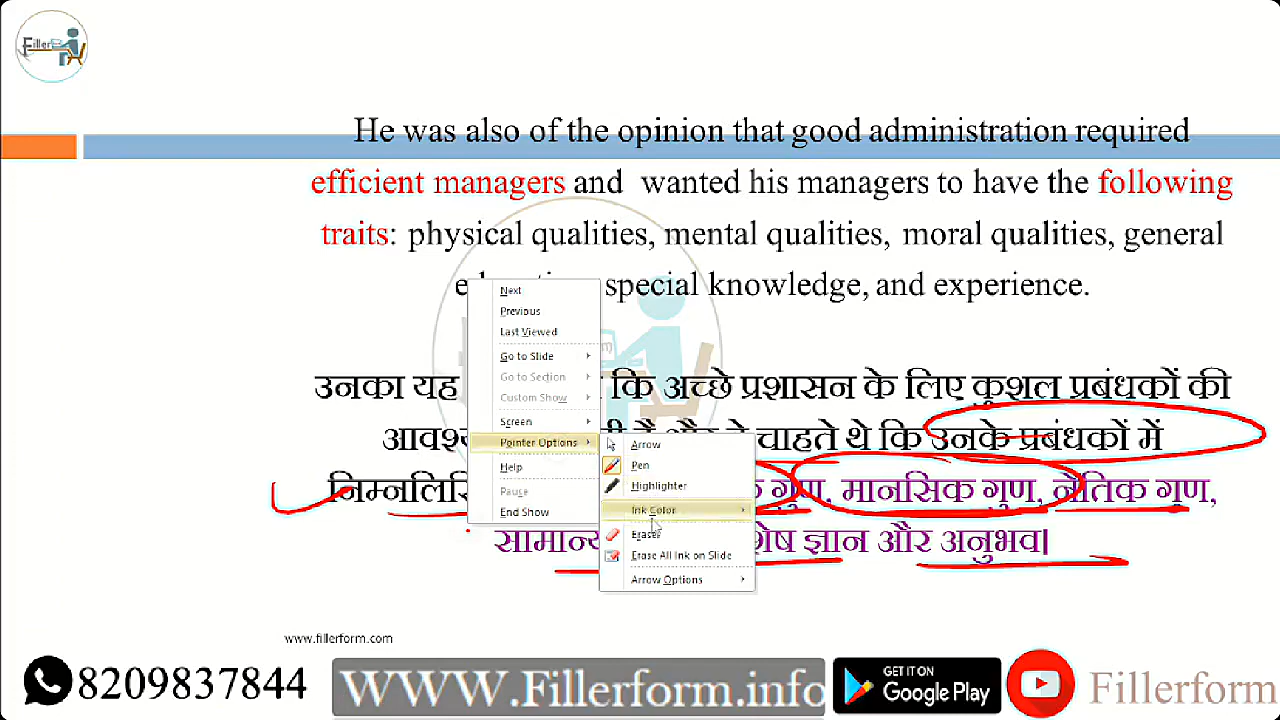 Filler
He was also of the opinion that good administration required
efficient managers and wanted his managers to have the following
traits: physical qualities, mental qualities, moral qualities, general
special knowledge, and experience.
Next
Previous
Last Viewed
Go to Slide
Go to Section
Custom Show
Screen
Pointer Options
Help
Pause
End Show
Arrow
Pen
Highlighter
Ink Color
Eraser
Erase All Ink on Slide
Arrow Options
उनका यह कि अच्छे प्रशासन के लिए कुशल प्रबंधकों की
चाहते थे कि उनके प्रबंधकों में
गुण, मानसिक गुण, नैतिक गुण,
सामान्य ज्ञान और अनुभव|
www.fillerform.com
8209837844
WWW.Fillerform.info
GET IT ON
Google Play
Fillerform